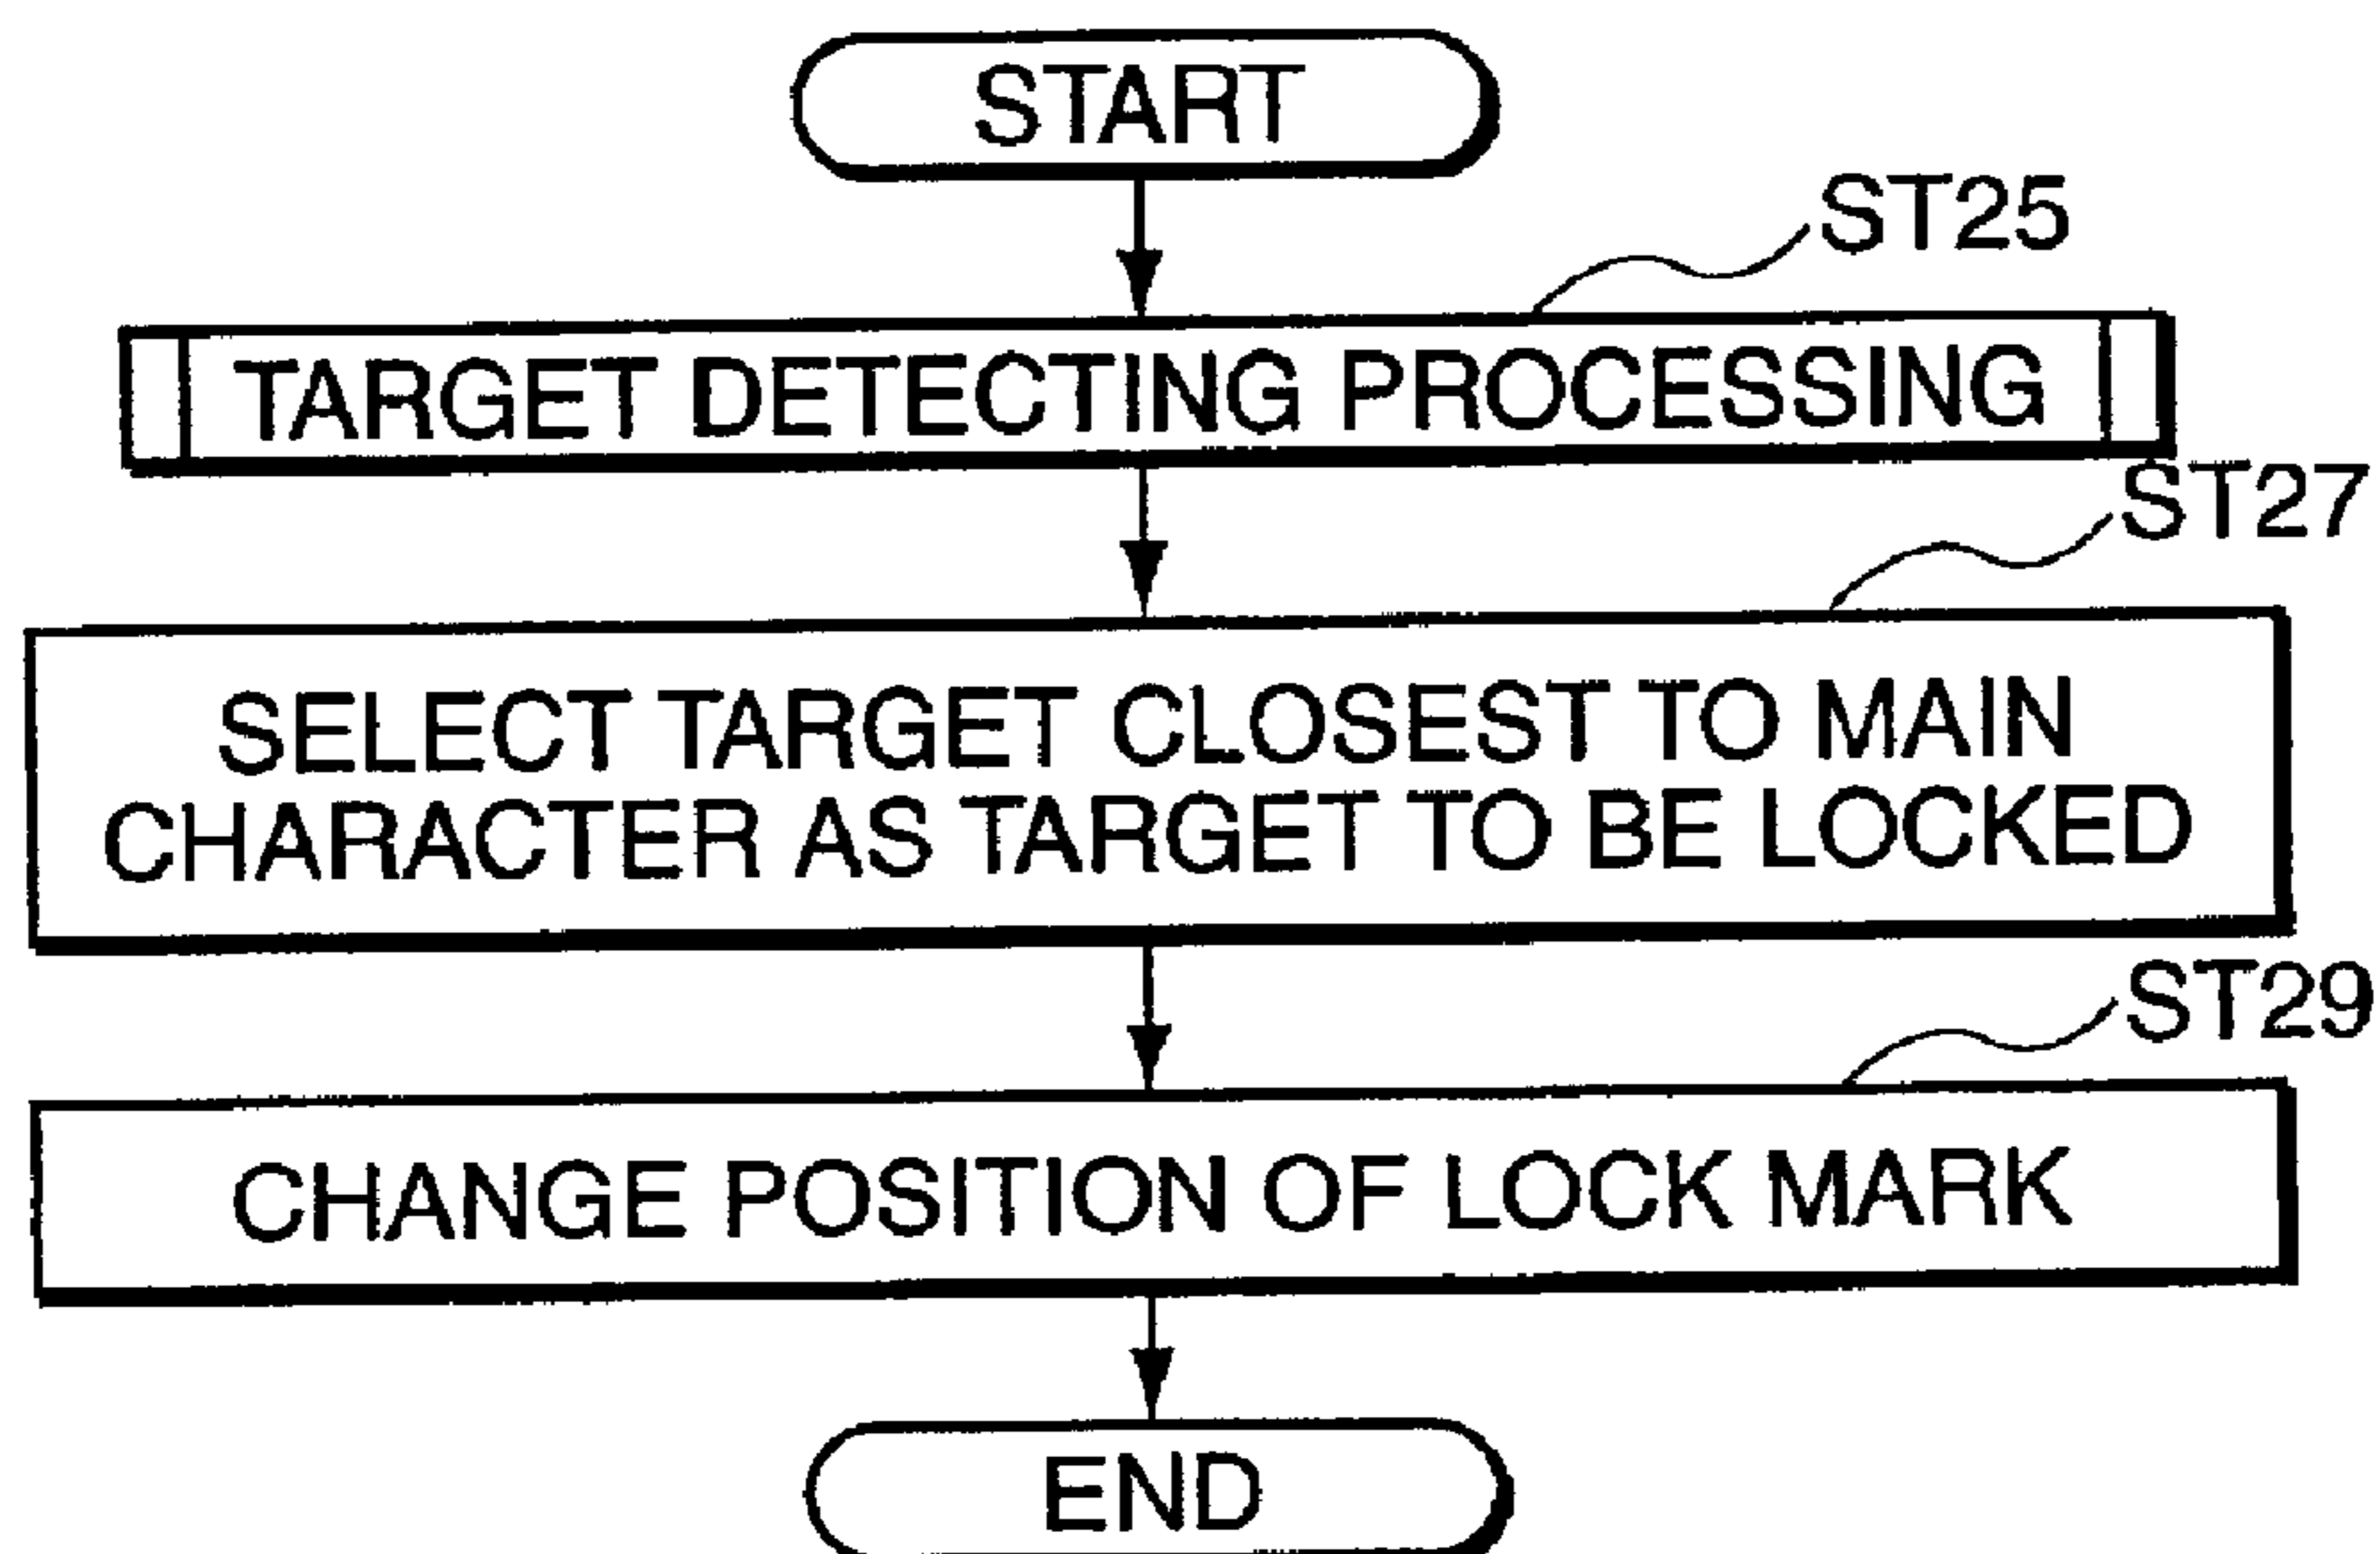 START
ST25
TARGET DETECTING PROCESSING
ST27
SELECT TARGET CLOSEST TO MAIN
CHARACTER AS TARGET TO BE LOCKED
ST29
CHANGE POSITION OF LOCK MARK
END